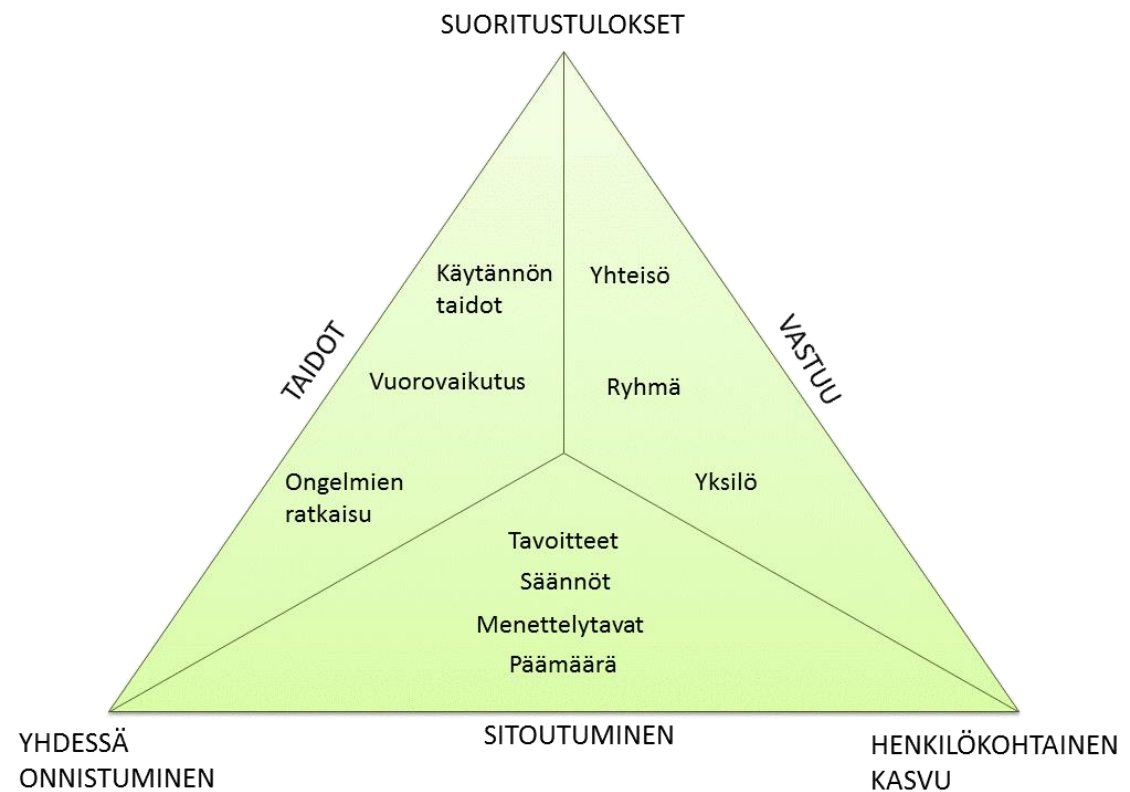 SUORITUSTULOKSET
Käytännön
taidot
Yhteisö
TAIDOT
VASTUU
Vuorovaikutus
Ryhmä
Ongelmien
ratkaisu
Yksilö
Tavoitteet
Säännöt
Menettelytavat
Päämäärä
YHDESSÄ
ONNISTUMINEN
SITOUTUMINEN
HENKILÖKOHTAINEN
KASVU